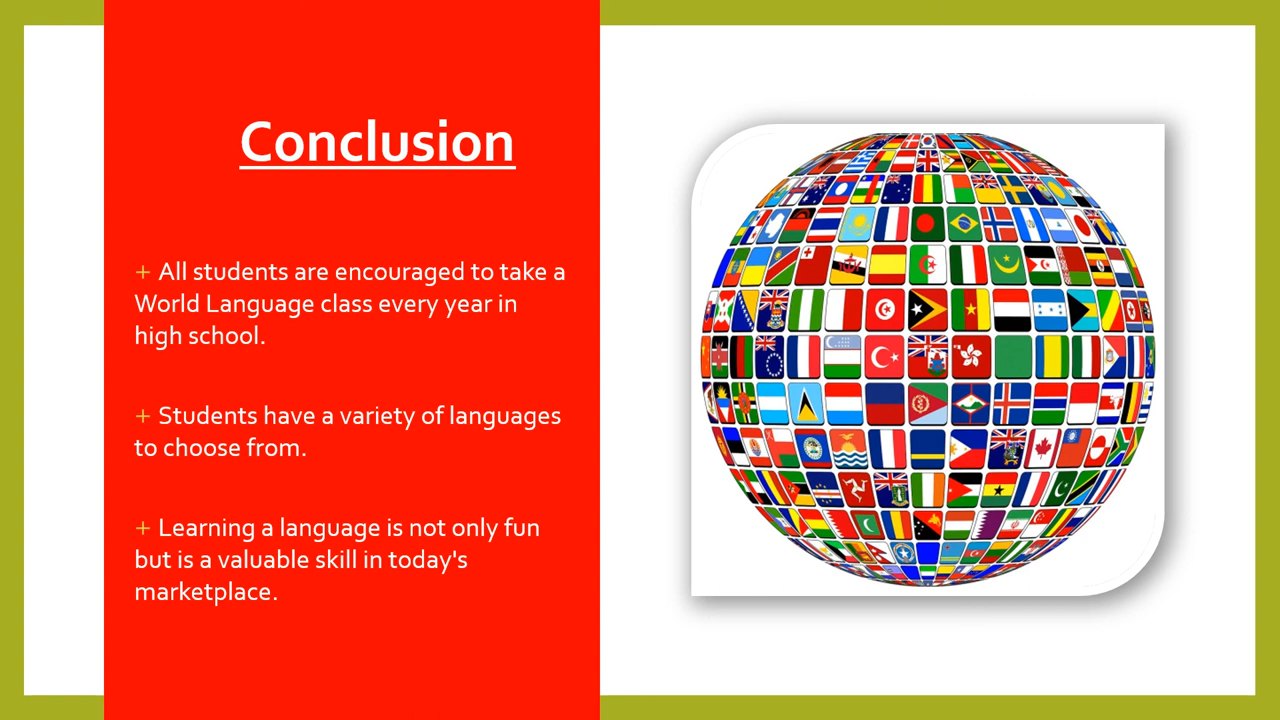 Conclusion
+ All students are encouraged to take a
World Language class every year in
high school.
+ Students have a variety of languages
to choose from.
+ Learning a language is not only fun
but is a valuable skill in today's
marketplace.